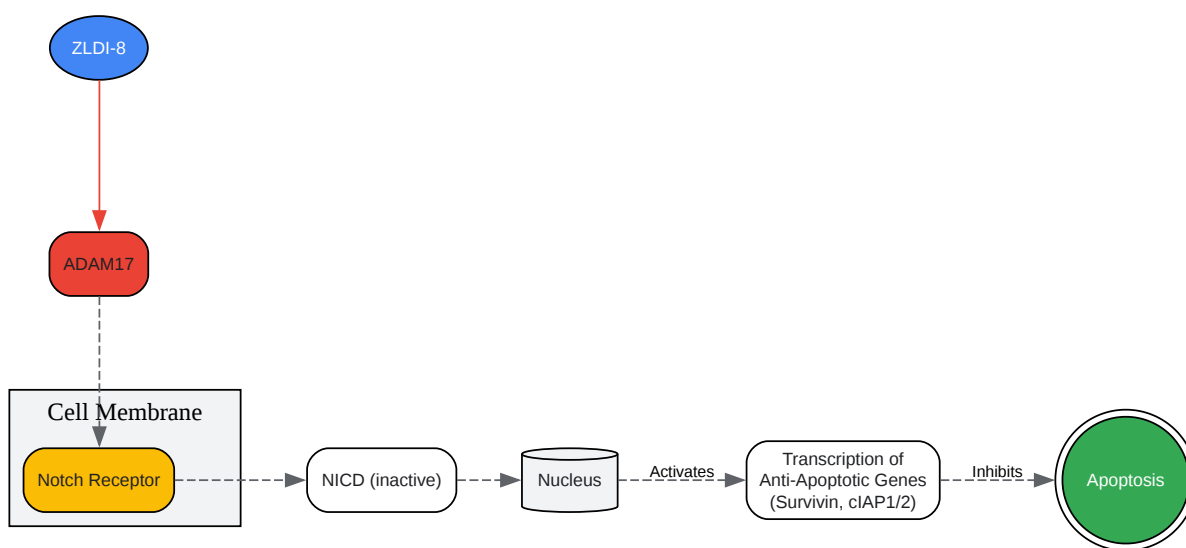 ZLDI-8
ADAM17
Cell Membrane
Notch Receptor
NICD (inactive)
Nucleus
Activates
Transcription of
Anti-Apoptotic Genes
(Survivin, cIAP1/2)
Inhibits
Apoptosis